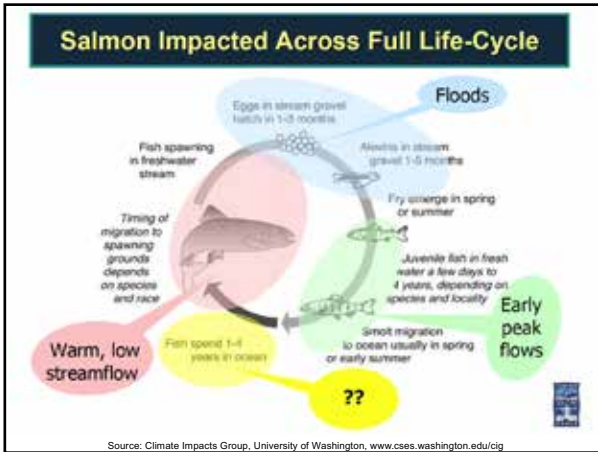 Salmon Impacted Across Full Life-Cycle
Floods
Eggs in stream gravel
hatch in 1-3 months
Alevins in stream
gravel 1-5 months
Fish spawning
in freshwater
stream
Fry emerge in spring
or summer
Timing of
migration to
spawning
grounds
depends
on species
and race
Juvenile fish in fresh
water a few days to
4 years, depending on
species and locality
Early
peak
flows
Smolt migration
to ocean usually in spring
or early summer
Warm, low
streamflow
Fish spend 1-4
years in ocean
??
Source: Climate Impacts Group, University of Washington, www.cses.washington.edu/cig